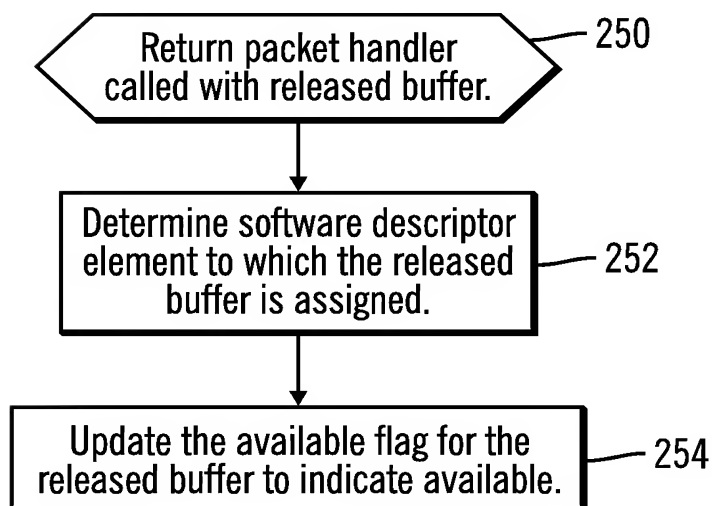 Return packet handler
called with released buffer.
250
Determine software descriptor
element to which the released
buffer is assigned.
252
Update the available flag for the
released buffer to indicate available.
254